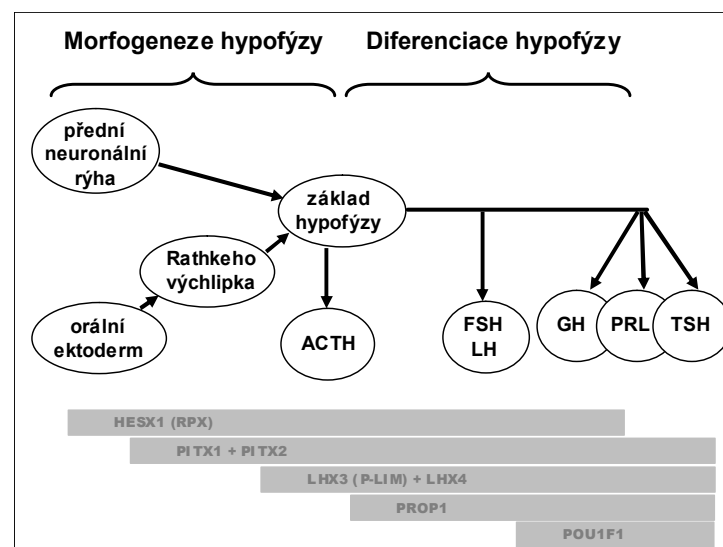 Morfogeneze hypofýzy
Diferenciace hypofýzy
přední
neuronální
rýha
základ
hypofýzy
Rathkeho
výchlipka
orální
ektoderm
ACTH
FSH
LH
GH
PRL
TSH
HESX1 (RPX)
PITX1 + PITX2
LHX3 (P-LIM) + LHX4
PROP1
POU1F1